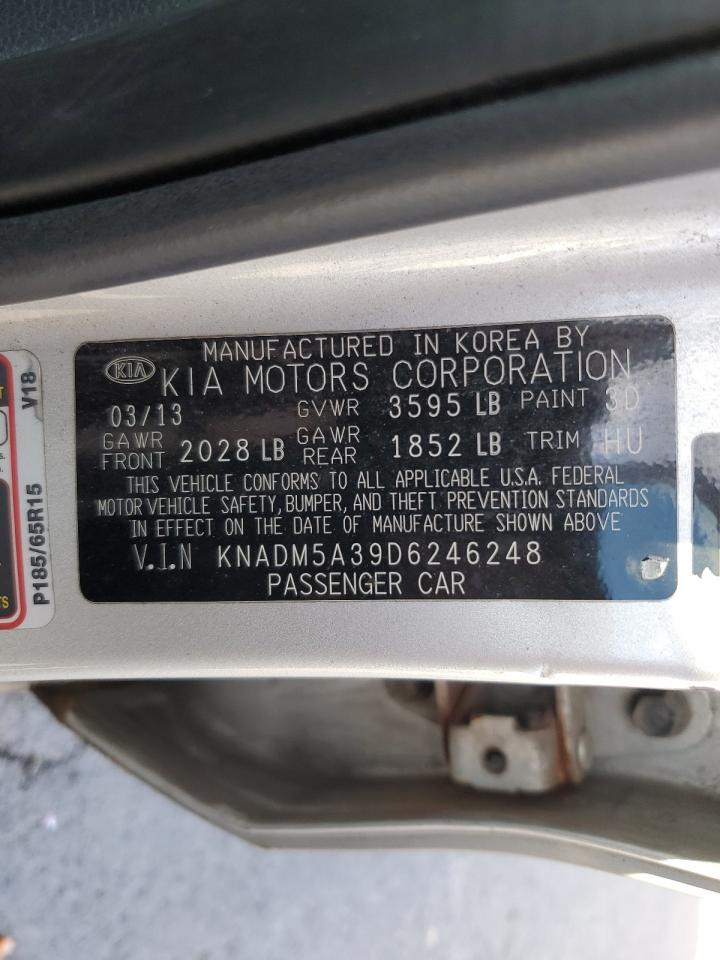 MANUFACTURED IN KOREA BY
KIA KIA MOTORS CORPORATION
03/13 GVWR 3595 LB PAINT 3D
GAWR FRONT 2028 LB GAWR REAR 1852 LB TRIM HU
THIS VEHICLE CONFORMS TO ALL APPLICABLE U.S.A. FEDERAL
MOTOR VEHICLE SAFETY, BUMPER, AND THEFT PREVENTION STANDARDS
IN EFFECT ON THE DATE OF MANUFACTURE SHOWN ABOVE
V.I.N KNADM5A39D6246248
PASSENGER CAR
P185/65R15 V18